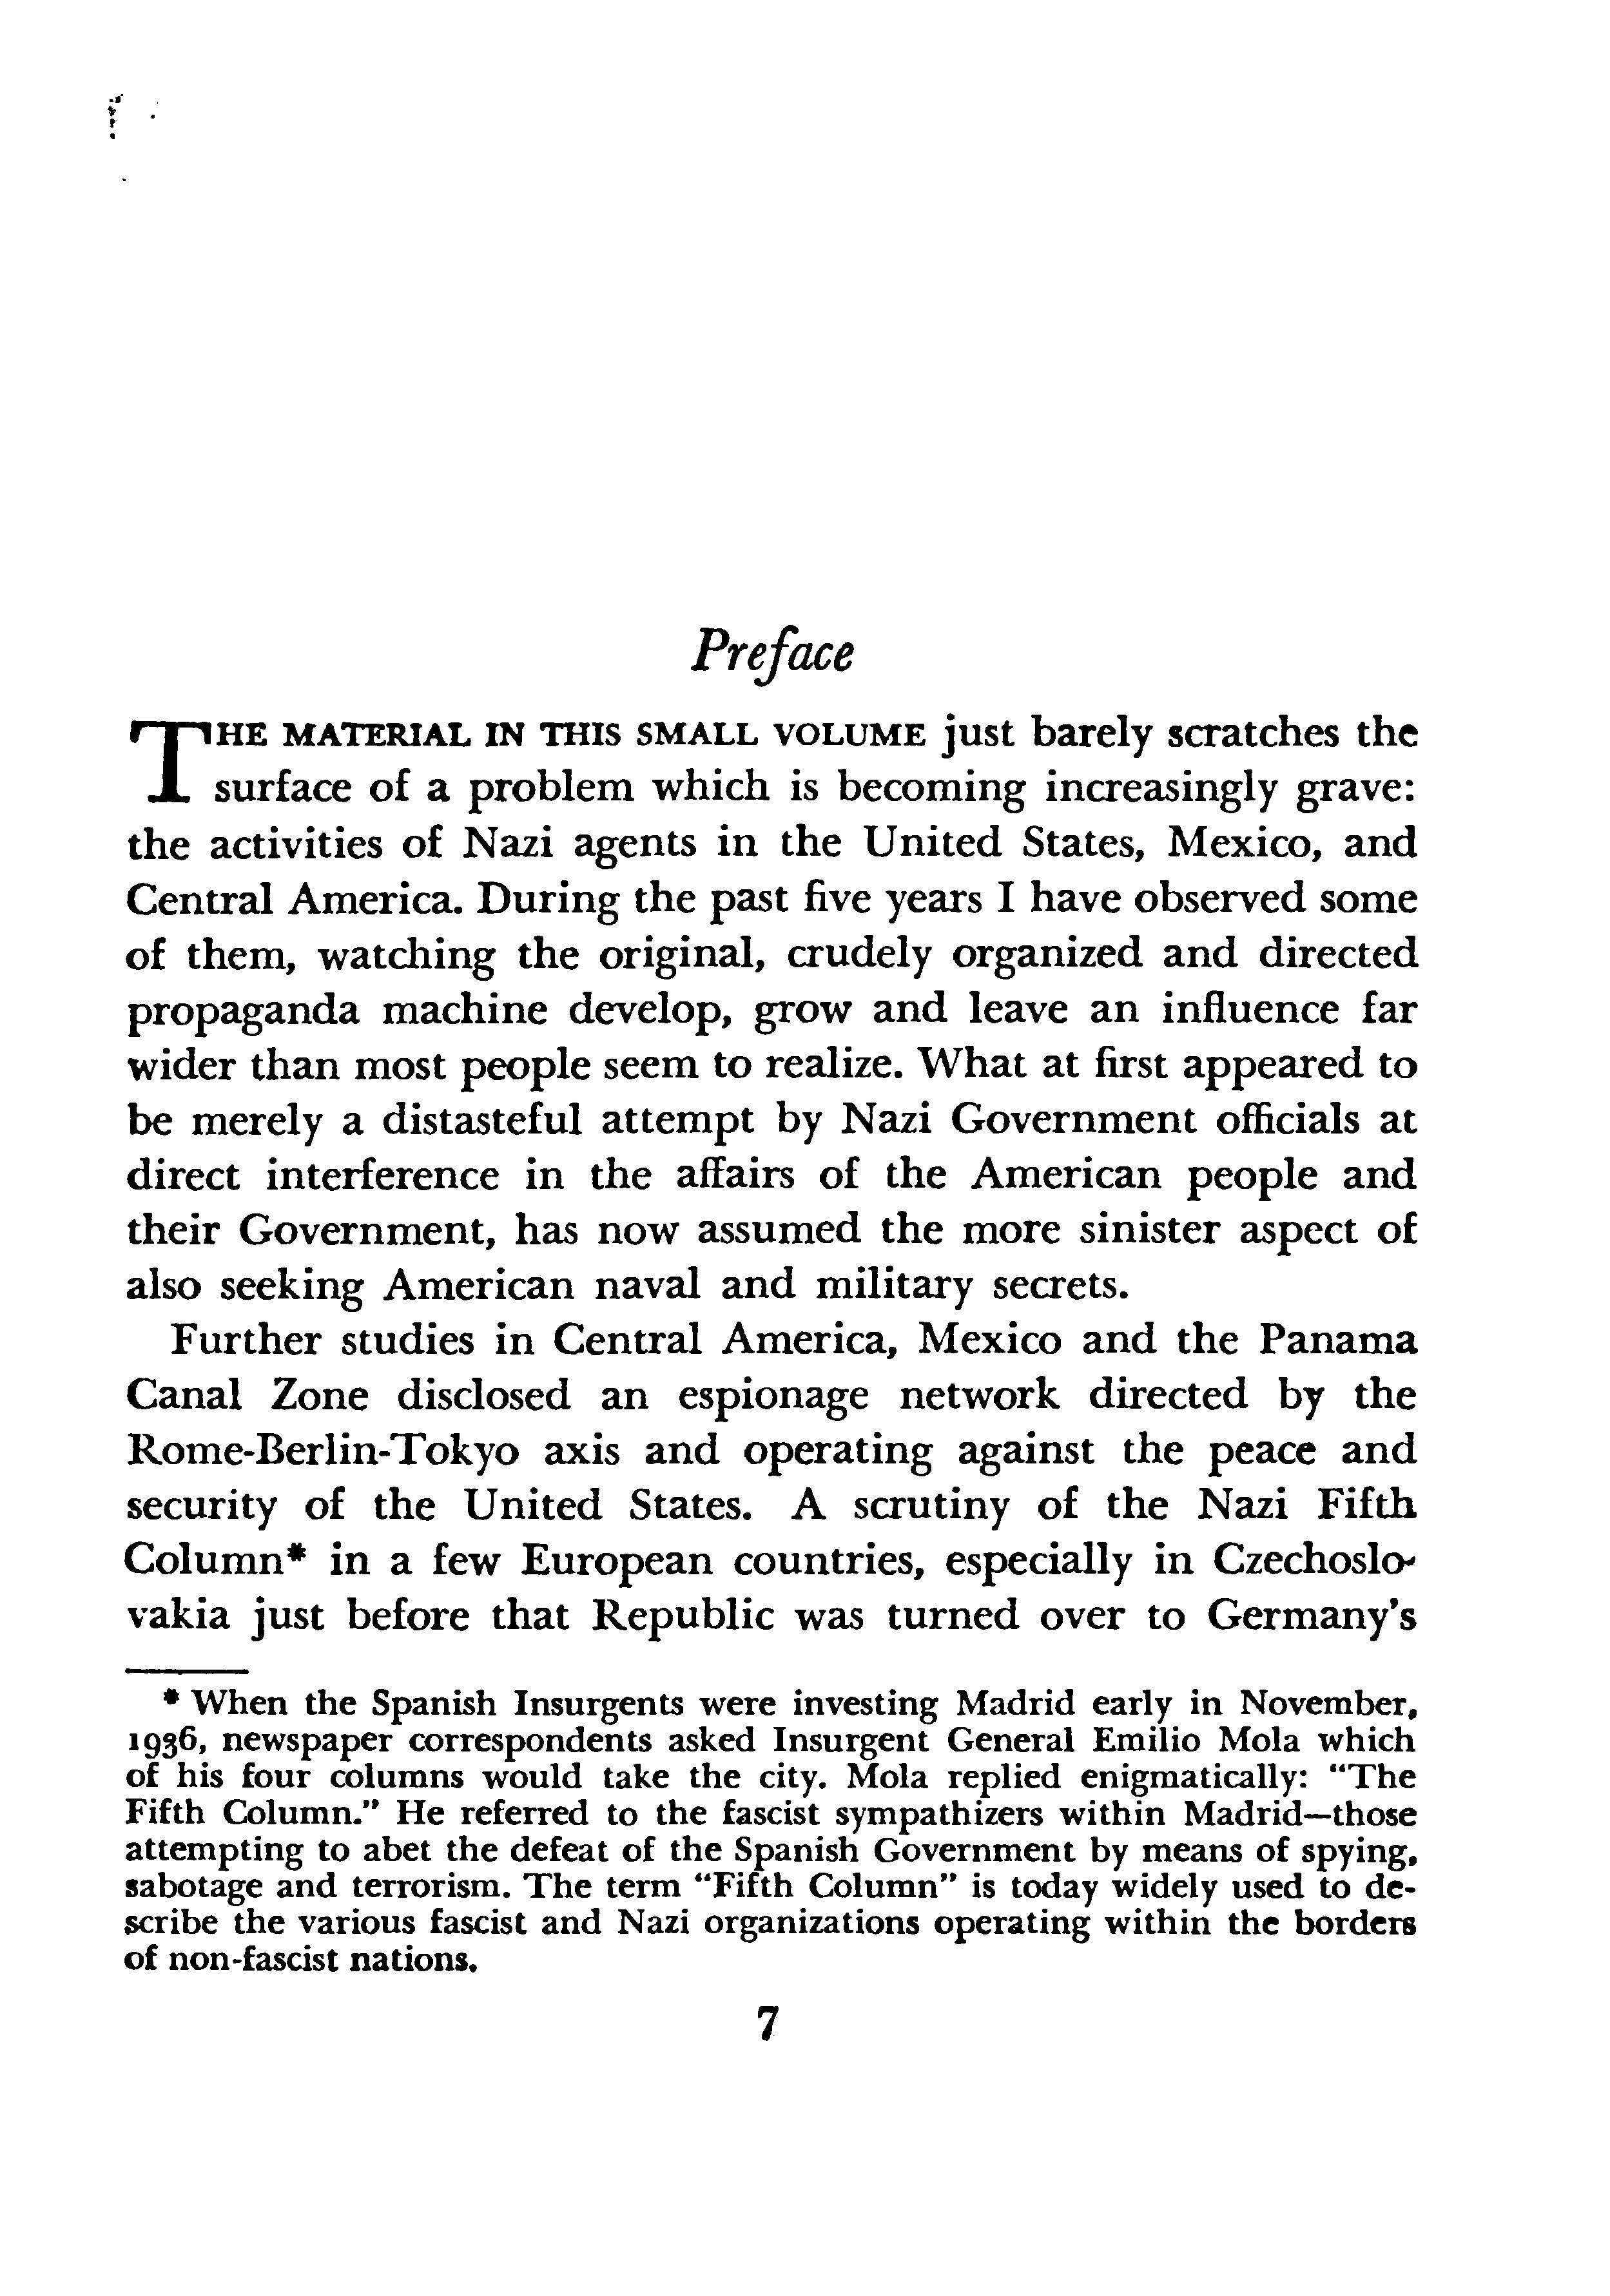 Preface
THE MATERIAL IN THIS SMALL VOLUME just barely scratches the
surface of a problem which is becoming increasingly grave:
the activities of Nazi agents in the United States, Mexico, and
Central America. During the past five years I have observed some
of them, watching the original, crudely organized and directed
propaganda machine develop, grow and leave an influence far
wider than most people seem to realize. What at first appeared to
be merely a distasteful attempt by Nazi Government officials at
direct interference in the affairs of the American people and
their Government, has now assumed the more sinister aspect of
also seeking American naval and military secrets.
Further studies in Central America, Mexico and the Panama
Canal Zone disclosed an espionage network directed by the
Rome-Berlin-Tokyo axis and operating against the peace and
security of the United States. A scrutiny of the Nazi Fifth
Column* in a few European countries, especially in Czechoslo-
vakia just before that Republic was turned over to Germany's
* When the Spanish Insurgents were investing Madrid early in November,
1936, newspaper correspondents asked Insurgent General Emilio Mola which
of his four columns would take the city. Mola replied enigmatically: "The
Fifth Column." He referred to the fascist sympathizers within Madrid—those
attempting to abet the defeat of the Spanish Government by means of spying,
sabotage and terrorism. The term "Fifth Column" is today widely used to de-
scribe the various fascist and Nazi organizations operating within the borders
of non-fascist nations.
7